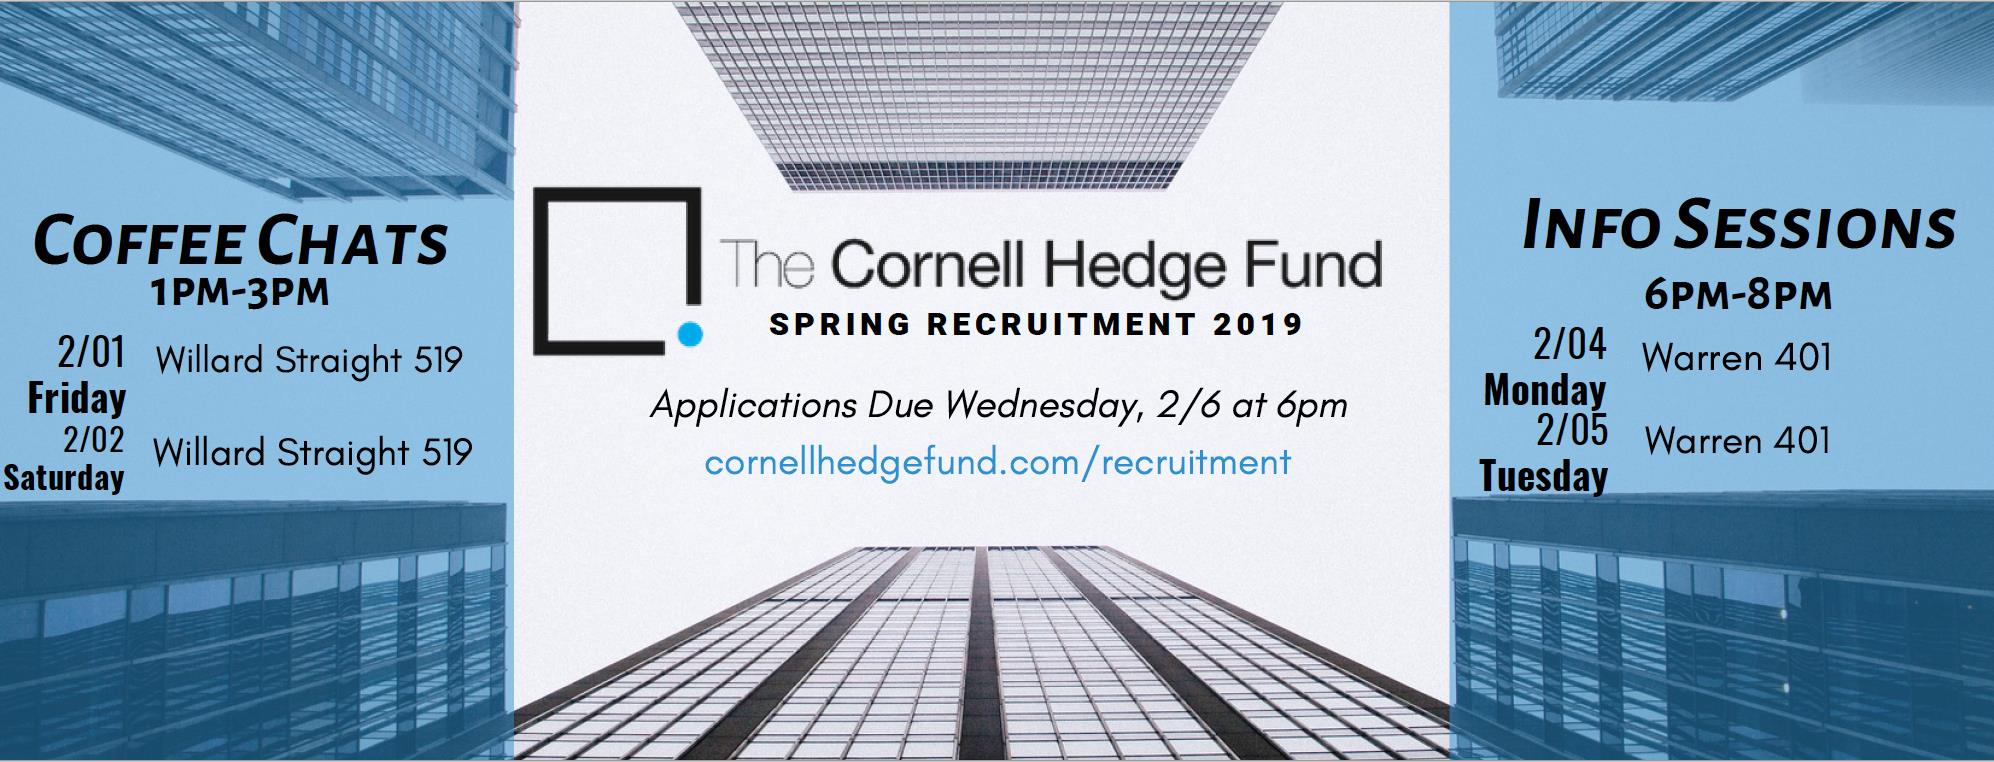 COFFEE CHATS
1PM-3PM
2/01
Friday
Willard Straight 519
2/02
Saturday
Willard Straight 519
The Cornell Hedge Fund
SPRING RECRUITMENT 2019
Applications Due Wednesday, 2/6 at 6pm
cornellhedgefund.com/recruitment
INFO SESSIONS
6PM-8PM
2/04
Monday
Warren 401
2/05
Tuesday
Warren 401